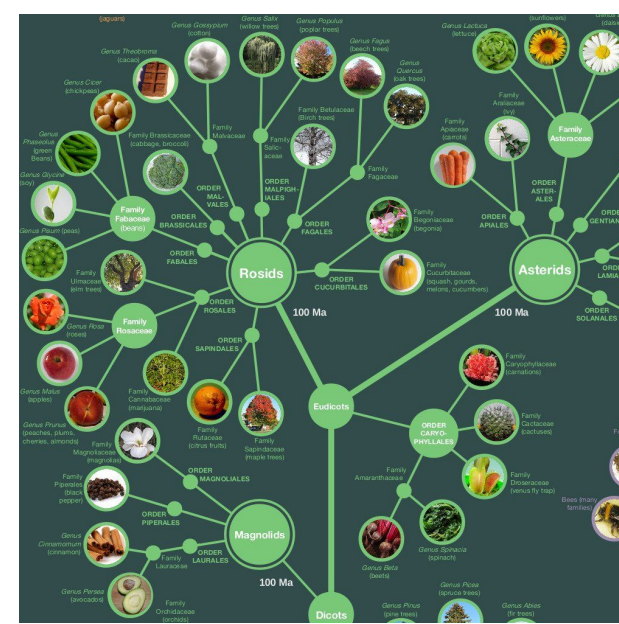 (jaguars)
Genus Gossypium
(cotton)
Genus Salix
(willow trees)
Genus Populus
(poplar trees)
Genus Fagus
(beech trees)
Genus
Quercus
(oak trees)
Genus Theobroma
(cacao)
Genus Cicer
(chickpeas)
Genus
Phaseolus
(green
Beans)
Genus Glycine
(soy)
Genus Pisum (peas)
Family Brassicaceae
(cabbage, broccoli)
Family
Malvaceae
Family
Salic-
aceae
Family Betulaceae
(Birch trees)
Family
Fagaceae
ORDER
MAL-
VALES
ORDER
MALPIGH-
IALES
ORDER
FAGALES
ORDER
BRASSICALES
Family
Fabaceae
(beans)
ORDER
FABALES
Family
Begoniaceae
(begonia)
Family
Cucurbitaceae
(squash, gourds,
melons, cucumbers)
ORDER
CUCURBITALES
Rosids
100 Ma
Family
Ulmaceae
(elm trees)
ORDER
ROSALES
Genus Rosa
(roses)
Family
Rosaceae
Genus Malus
(apples)
Genus Prunus
(peaches, plums,
cherries, almonds)
Family
Cannabaceae
(marijuana)
ORDER
SAPINDALES
Family
Rutaceae
(citrus fruits)
Family
Sapindaceae
(maple trees)
Genus Lactuca
(lettuce)
(sunflowers)
(daisi
Family
Araliaceae
(ivy)
Family
Apiaceae
(carrots)
Family
Asteraceae
ORDER
ASTER-
ALES
ORDER
APIALES
ORDE
GENTIAN
Asterids
100 Ma
ORDE
LAMIA
ORDER
SOLANALES
Eudicots
ORDER
CARYO-
PHYLLALES
Family
Caryophyllaceae
(carnations)
Family
Cactaceae
(cactuses)
Family
Droseraceae
(venus fly trap)
Family
Amaranthaceae
Genus Spinacia
(spinach)
Genus Beta
(beets)
Bees (many
families)
Family
Magnoliaceae
(magnolias)
ORDER
MAGNOLIALES
Family
Piperales
(black
pepper)
ORDER
PIPERALES
Magnolids
100 Ma
Genus
Cinnamomum
(cinnamon)
ORDER
LAURALES
Family
Lauraceae
Genus Persea
(avocados)
Family
Orchidaceae
(orchids)
Dicots
Genus Pinus
(pine trees)
Genus Picea
(spruce trees)
Genus Abies
(fir trees)